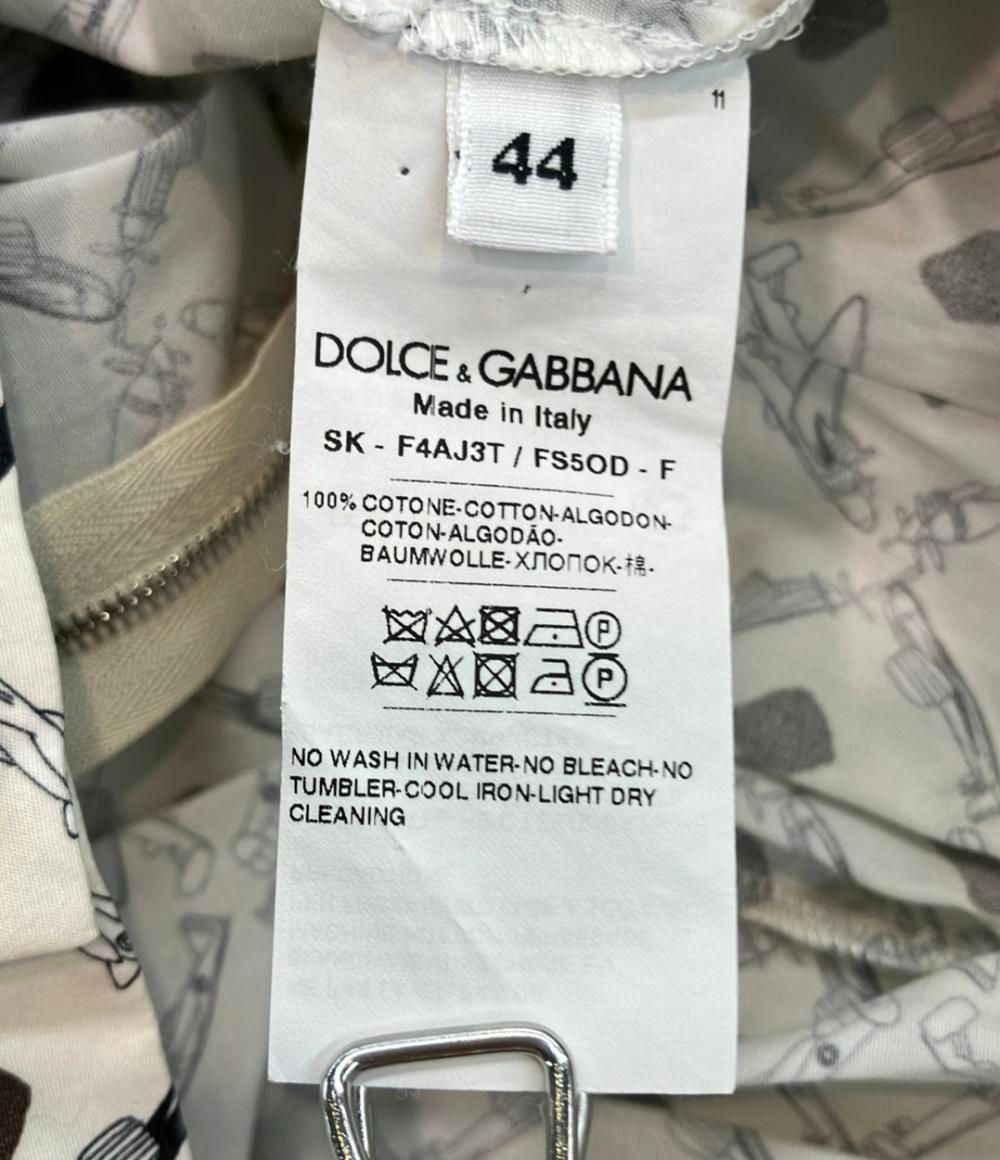 11
44
DOLCE & GABBANA
Made in Italy
SK - F4AJ3T / FS5OD - F
100% COTONE-COTTON-ALGODON-
COTON-ALGODÃO-
BAUMWOLLE-ХЛОПОК-棉-
P
P
NO WASH IN WATER-NO BLEACH-NO
TUMBLER-COOL IRON-LIGHT DRY
CLEANING